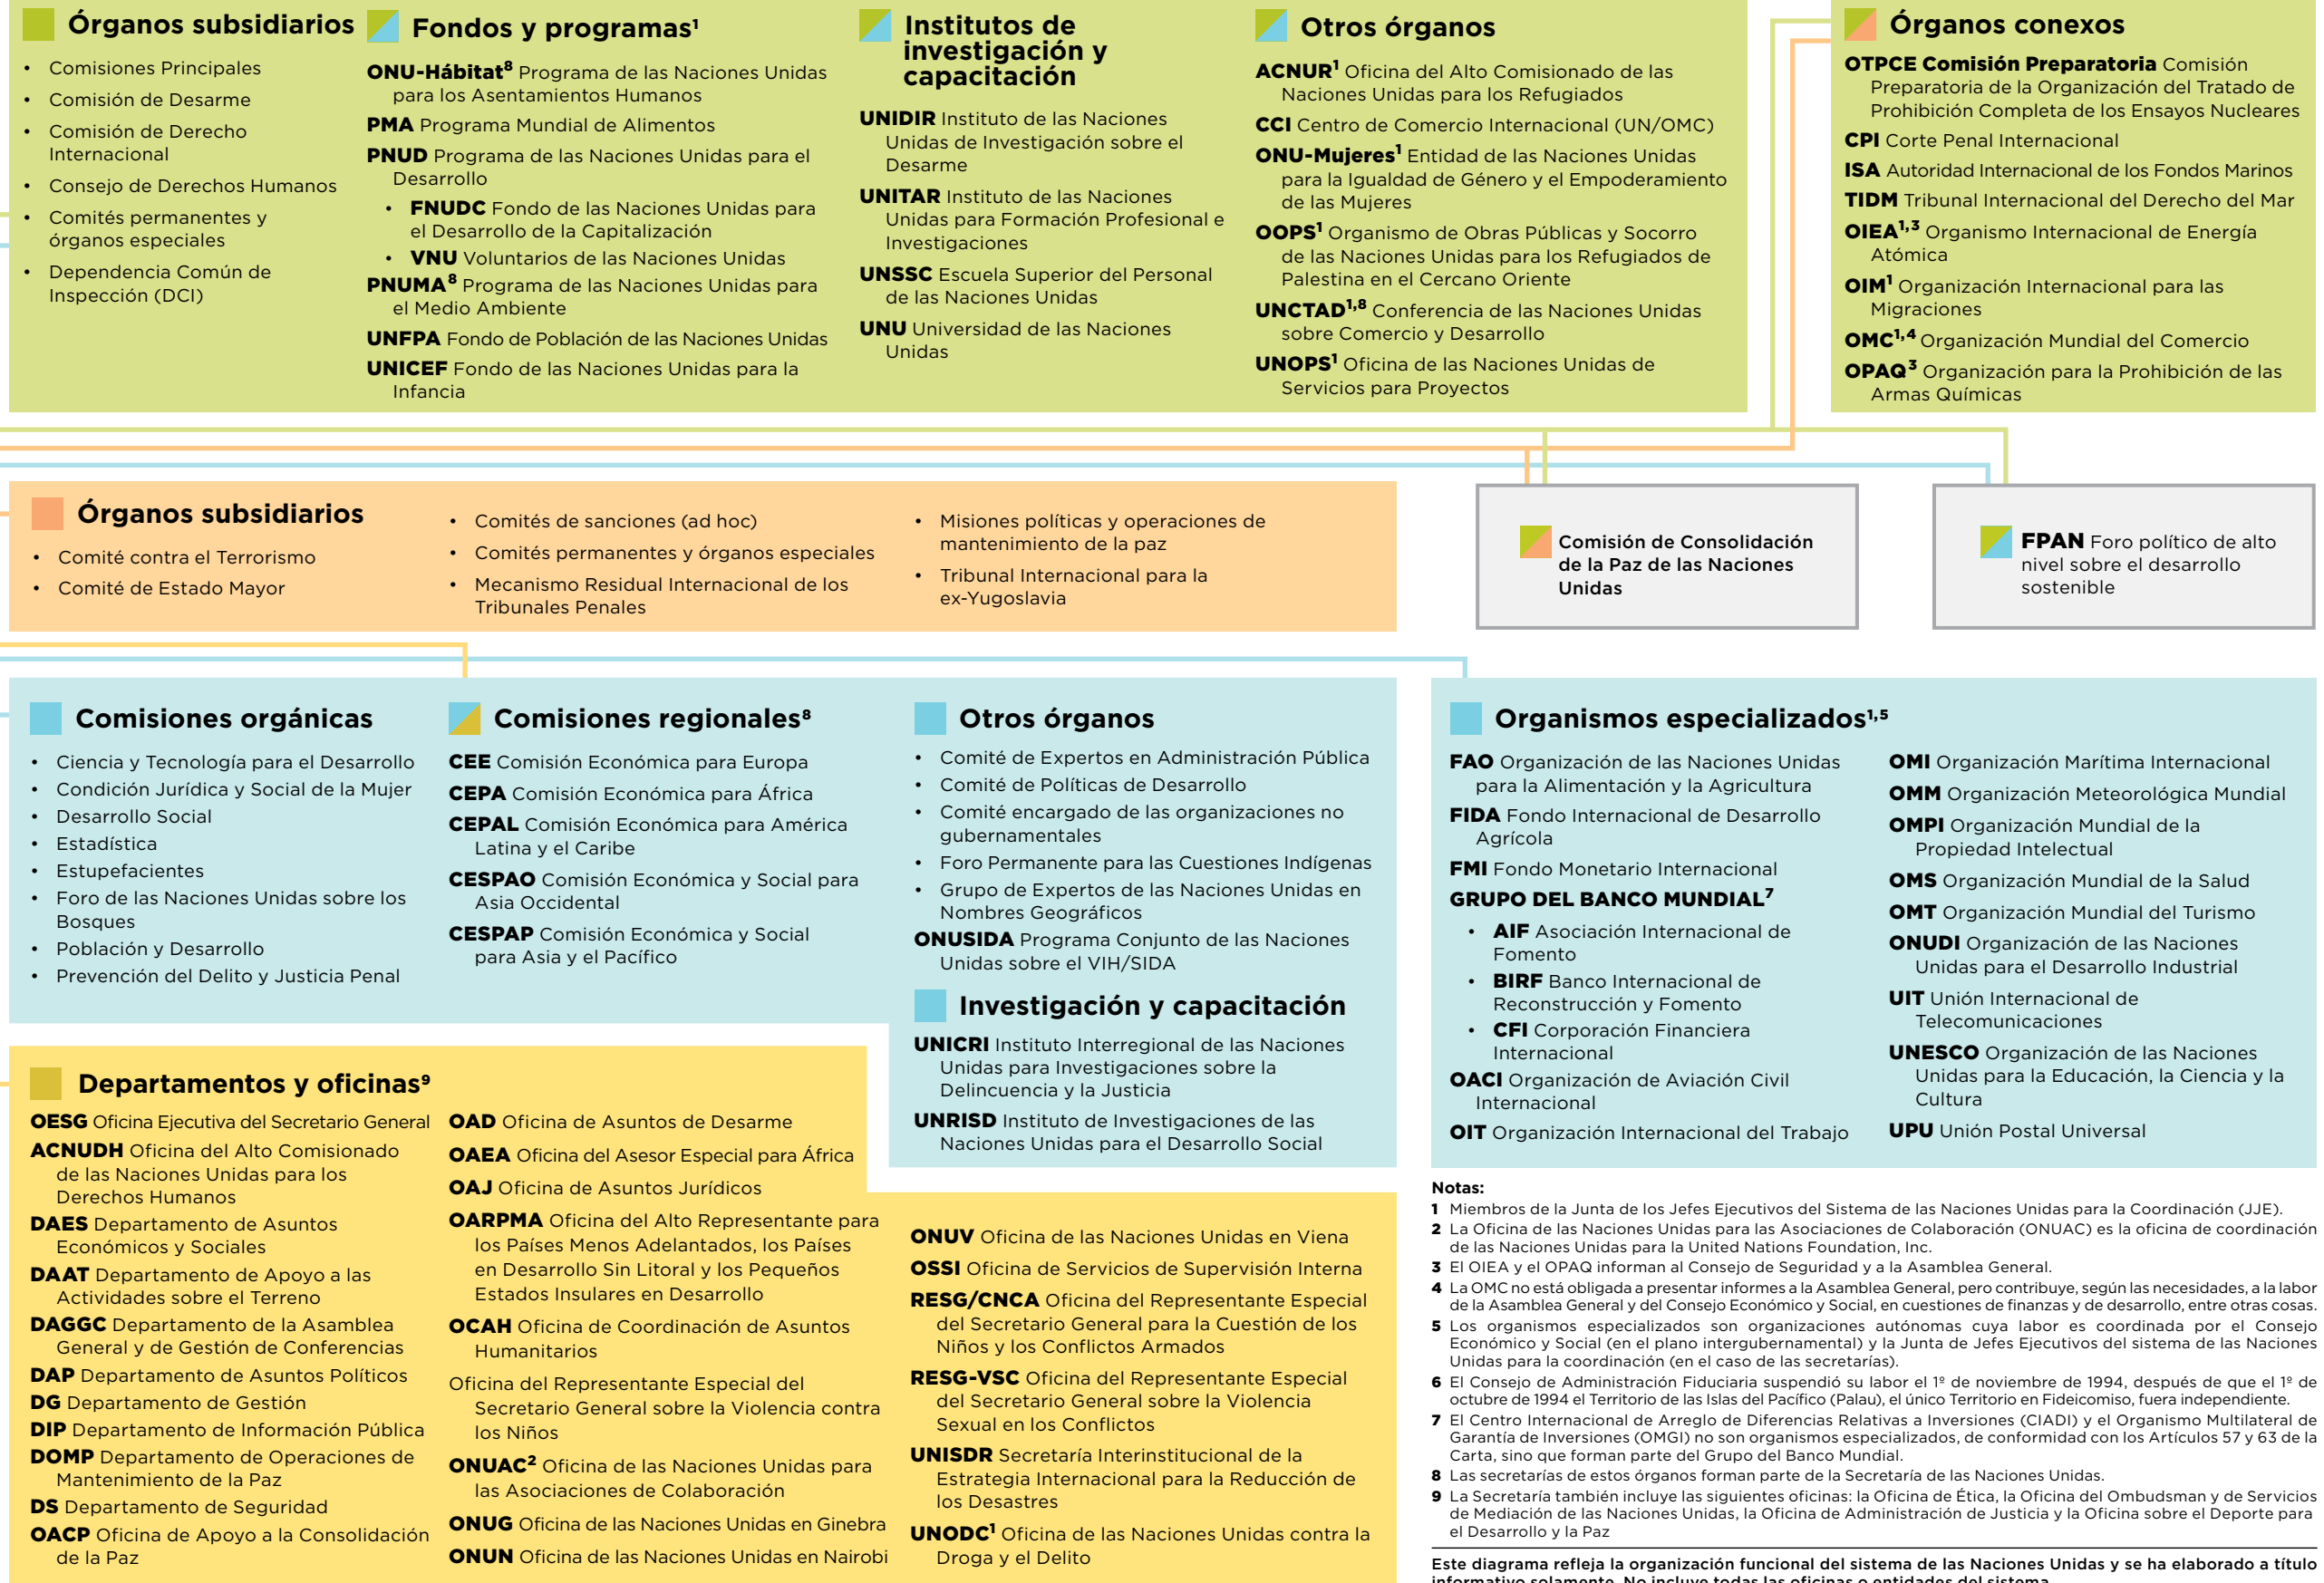 Órganos subsidiarios
• Comisiones Principales
• Comisión de Desarme
• Comisión de Derecho
Internacional
• Consejo de Derechos Humanos
• Comités permanentes y
órganos especiales
• Dependencia Común de
Inspección (DCI)
Fondos y programas¹
ONU-Hábitat⁸ Programa de las Naciones Unidas
para los Asentamientos Humanos
PMA Programa Mundial de Alimentos
PNUD Programa de las Naciones Unidas para el
Desarrollo
• FNUDC Fondo de las Naciones Unidas para
el Desarrollo de la Capitalización
• VNU Voluntarios de las Naciones Unidas
PNUMA⁸ Programa de las Naciones Unidas para
el Medio Ambiente
UNFPA Fondo de Población de las Naciones Unidas
UNICEF Fondo de las Naciones Unidas para la
Infancia
Institutos de
investigación y
capacitación
UNIDIR Instituto de las Naciones
Unidas de Investigación sobre el
Desarme
UNITAR Instituto de las Naciones
Unidas para Formación Profesional e
Investigaciones
UNSSC Escuela Superior del Personal
de las Naciones Unidas
UNU Universidad de las Naciones
Unidas
Otros órganos
ACNUR¹ Oficina del Alto Comisionado de las
Naciones Unidas para los Refugiados
CCI Centro de Comercio Internacional (UN/OMC)
ONU-Mujeres¹ Entidad de las Naciones Unidas
para la Igualdad de Género y el Empoderamiento
de las Mujeres
OOPS¹ Organismo de Obras Públicas y Socorro
de las Naciones Unidas para los Refugiados de
Palestina en el Cercano Oriente
UNCTAD¹,⁸ Conferencia de las Naciones Unidas
sobre Comercio y Desarrollo
UNOPS¹ Oficina de las Naciones Unidas de
Servicios para Proyectos
Órganos conexos
OTPCE Comisión Preparatoria Comisión
Preparatoria de la Organización del Tratado de
Prohibición Completa de los Ensayos Nucleares
CPI Corte Penal Internacional
ISA Autoridad Internacional de los Fondos Marinos
TIDM Tribunal Internacional del Derecho del Mar
OIEA¹,³ Organismo Internacional de Energía
Atómica
OIM¹ Organización Internacional para las
Migraciones
OMC¹,⁴ Organización Mundial del Comercio
OPAQ³ Organización para la Prohibición de las
Armas Químicas
Órganos subsidiarios
• Comité contra el Terrorismo
• Comité de Estado Mayor
• Comités de sanciones (ad hoc)
• Comités permanentes y órganos especiales
• Mecanismo Residual Internacional de los
Tribunales Penales
• Misiones políticas y operaciones de
mantenimiento de la paz
• Tribunal Internacional para la
ex-Yugoslavia
Comisión de Consolidación
de la Paz de las Naciones
Unidas
FPAN Foro político de alto
nivel sobre el desarrollo
sostenible
Comisiones orgánicas
• Ciencia y Tecnología para el Desarrollo
• Condición Jurídica y Social de la Mujer
• Desarrollo Social
• Estadística
• Estupefacientes
• Foro de las Naciones Unidas sobre los
Bosques
• Población y Desarrollo
• Prevención del Delito y Justicia Penal
Comisiones regionales⁸
CEE Comisión Económica para Europa
CEPA Comisión Económica para África
CEPAL Comisión Económica para América
Latina y el Caribe
CESPAO Comisión Económica y Social para
Asia Occidental
CESPAP Comisión Económica y Social
para Asia y el Pacífico
Otros órganos
• Comité de Expertos en Administración Pública
• Comité de Políticas de Desarrollo
• Comité encargado de las organizaciones no
gubernamentales
• Foro Permanente para las Cuestiones Indígenas
• Grupo de Expertos de las Naciones Unidas en
Nombres Geográficos
ONUSIDA Programa Conjunto de las Naciones
Unidas sobre el VIH/SIDA
Investigación y capacitación
UNICRI Instituto Interregional de las Naciones
Unidas para Investigaciones sobre la
Delincuencia y la Justicia
UNRISD Instituto de Investigaciones de las
Naciones Unidas para el Desarrollo Social
Organismos especializados¹,⁵
FAO Organización de las Naciones Unidas
para la Alimentación y la Agricultura
FIDA Fondo Internacional de Desarrollo
Agrícola
FMI Fondo Monetario Internacional
GRUPO DEL BANCO MUNDIAL⁷
• AIF Asociación Internacional de
Fomento
• BIRF Banco Internacional de
Reconstrucción y Fomento
• CFI Corporación Financiera
Internacional
OACI Organización de Aviación Civil
Internacional
OIT Organización Internacional del Trabajo
OMI Organización Marítima Internacional
OMM Organización Meteorológica Mundial
OMPI Organización Mundial de la
Propiedad Intelectual
OMS Organización Mundial de la Salud
OMT Organización Mundial del Turismo
ONUDI Organización de las Naciones
Unidas para el Desarrollo Industrial
UIT Unión Internacional de
Telecomunicaciones
UNESCO Organización de las Naciones
Unidas para la Educación, la Ciencia y la
Cultura
UPU Unión Postal Universal
Departamentos y oficinas⁹
OESG Oficina Ejecutiva del Secretario General
ACNUDH Oficina del Alto Comisionado
de las Naciones Unidas para los
Derechos Humanos
DAES Departamento de Asuntos
Económicos y Sociales
DAAT Departamento de Apoyo a las
Actividades sobre el Terreno
DAGGC Departamento de la Asamblea
General y de Gestión de Conferencias
DAP Departamento de Asuntos Políticos
DG Departamento de Gestión
DIP Departamento de Información Pública
DOMP Departamento de Operaciones de
Mantenimiento de la Paz
DS Departamento de Seguridad
OACP Oficina de Apoyo a la Consolidación
de la Paz
OAD Oficina de Asuntos de Desarme
OAEA Oficina del Asesor Especial para África
OAJ Oficina de Asuntos Jurídicos
OARPMA Oficina del Alto Representante para
los Países Menos Adelantados, los Países
en Desarrollo Sin Litoral y los Pequeños
Estados Insulares en Desarrollo
OCAH Oficina de Coordinación de Asuntos
Humanitarios
Oficina del Representante Especial del
Secretario General sobre la Violencia contra
los Niños
ONUAC² Oficina de las Naciones Unidas para
las Asociaciones de Colaboración
ONUG Oficina de las Naciones Unidas en Ginebra
ONUN Oficina de las Naciones Unidas en Nairobi
ONUV Oficina de las Naciones Unidas en Viena
OSSI Oficina de Servicios de Supervisión Interna
RESG/CNCA Oficina del Representante Especial
del Secretario General para la Cuestión de los
Niños y los Conflictos Armados
RESG-VSC Oficina del Representante Especial
del Secretario General sobre la Violencia
Sexual en los Conflictos
UNISDR Secretaría Interinstitucional de la
Estrategia Internacional para la Reducción de
los Desastres
UNODC¹ Oficina de las Naciones Unidas contra la
Droga y el Delito
Notas:
1 Miembros de la Junta de los Jefes Ejecutivos del Sistema de las Naciones Unidas para la Coordinación (JJE).
2 La Oficina de las Naciones Unidas para las Asociaciones de Colaboración (ONUAC) es la oficina de coordinación
de las Naciones Unidas para la United Nations Foundation, Inc.
3 El OIEA y el OPAQ informan al Consejo de Seguridad y a la Asamblea General.
4 La OMC no está obligada a presentar informes a la Asamblea General, pero contribuye, según las necesidades, a la labor
de la Asamblea General y del Consejo Económico y Social, en cuestiones de finanzas y de desarrollo, entre otras cosas.
5 Los organismos especializados son organizaciones autónomas cuya labor es coordinada por el Consejo
Económico y Social (en el plano intergubernamental) y la Junta de Jefes Ejecutivos del sistema de las Naciones
Unidas para la coordinación (en el caso de las secretarías).
6 El Consejo de Administración Fiduciaria suspendió su labor el 1º de noviembre de 1994, después de que el 1º de
octubre de 1994 el Territorio de las Islas del Pacífico (Palau), el único Territorio en Fideicomiso, fuera independiente.
7 El Centro Internacional de Arreglo de Diferencias Relativas a Inversiones (CIADI) y el Organismo Multilateral de
Garantía de Inversiones (OMGI) no son organismos especializados, de conformidad con los Artículos 57 y 63 de la
Carta, sino que forman parte del Grupo del Banco Mundial.
8 Las secretarías de estos órganos forman parte de la Secretaría de las Naciones Unidas.
9 La Secretaría también incluye las siguientes oficinas: la Oficina de Ética, la Oficina del Ombudsman y de Servicios
de Mediación de las Naciones Unidas, la Oficina de Administración de Justicia y la Oficina sobre el Deporte para
el Desarrollo y la Paz
Este diagrama refleja la organización funcional del sistema de las Naciones Unidas y se ha elaborado a título
informativo solamente. No incluye todas las oficinas o entidades del sistema